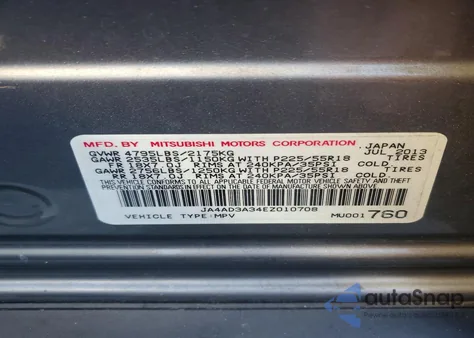 MFD. BY MITSUBISHI MOTORS CORPORATION JAPAN
GVWR 4795LBS/2175KG JUL 2013
GAWR 2535LBS/1150KG WITH P225/55R18 TIRES
FR 18X7.0J RIMS AT 240KPA/35PSI COLD
GAWR 2756LBS/1250KG WITH P225/55R18 TIRES
RR 18X7.0J RIMS AT 240KPA/35PSI COLD
THIS VEHICLE CONFORMS TO ALL APPLICABLE FEDERAL MOTOR VEHICLE SAFETY AND THEFT
PREVENTION STANDARDS IN EFFECT ON THE DATE OF MANUFACTURE SHOWN ABOVE.
JA4AD3A34EZ010708
VEHICLE TYPE:MPV MU001760
autoSnap